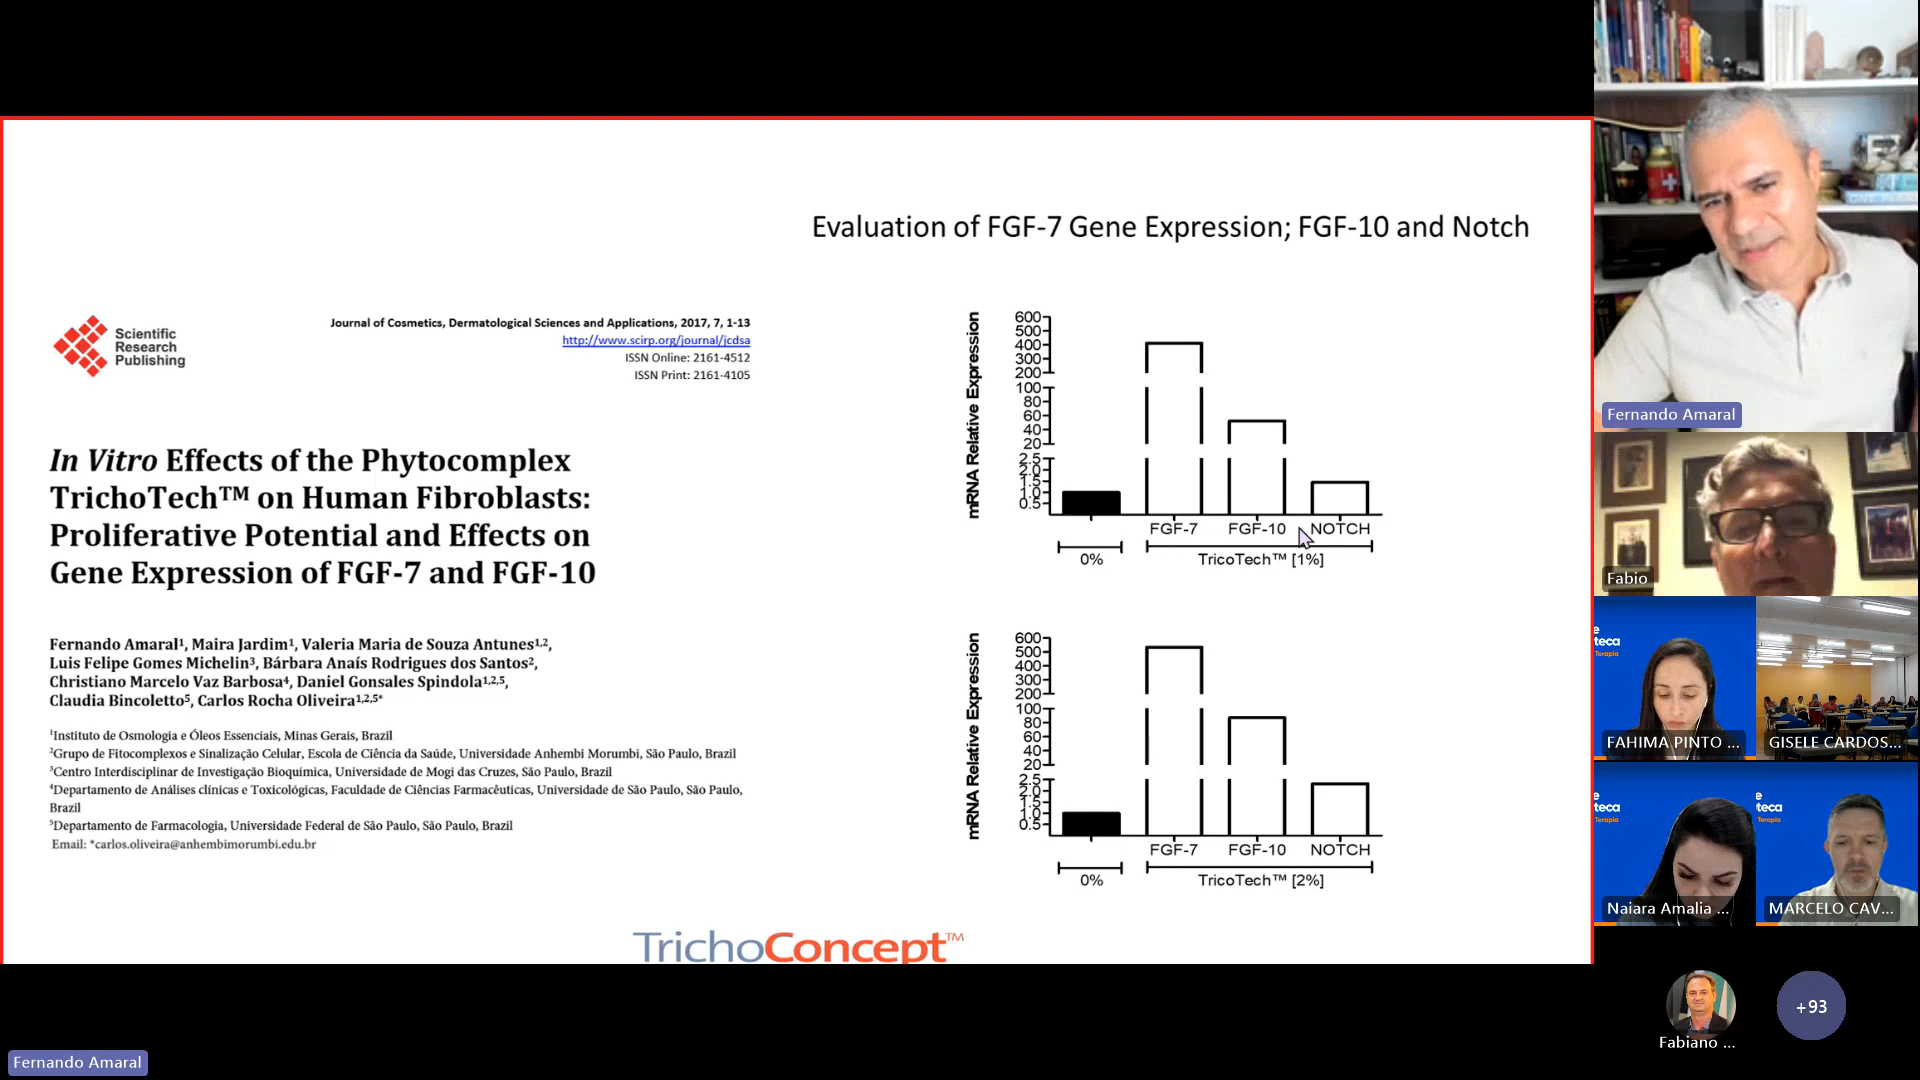 Evaluation of FGF-7 Gene Expression; FGF-10 and Notch
Scientific
Research
Publishing
Journal of Cosmetics, Dermatological Sciences and Applications, 2017, 7, 1-13
http://www.scirp.org/journal/jcdsa
ISSN Online: 2161-4512
ISSN Print: 2161-4105
In Vitro Effects of the Phytocomplex
TrichoTech™ on Human Fibroblasts:
Proliferative Potential and Effects on
Gene Expression of FGF-7 and FGF-10
Fernando Amaral¹, Maira Jardim¹, Valeria Maria de Souza Antunes¹,²,
Luis Felipe Gomes Michelin³, Bárbara Anaís Rodrigues dos Santos²,
Christiano Marcelo Vaz Barbosa⁴, Daniel Gonsales Spindola¹,²,⁵,
Claudia Bincoletto⁵, Carlos Rocha Oliveira¹,²,⁵*
¹Instituto de Osmologia e Óleos Essenciais, Minas Gerais, Brazil
²Grupo de Fitocomplexos e Sinalização Celular, Escola de Ciência da Saúde, Universidade Anhembi Morumbi, São Paulo, Brazil
³Centro Interdisciplinar de Investigação Bioquímica, Universidade de Mogi das Cruzes, São Paulo, Brazil
⁴Departamento de Análises clínicas e Toxicológicas, Faculdade de Ciências Farmacêuticas, Universidade de São Paulo, São Paulo,
Brazil
⁵Departamento de Farmacologia, Universidade Federal de São Paulo, São Paulo, Brazil
Email: *carlos.oliveira@anhembimorumbi.edu.br
mRNA Relative Expression
600
500
400
300
200
100
80
60
40
20
2.5
2.0
1.5
1.0
0.5
FGF-7 FGF-10 NOTCH
0% TricoTech™ [1%]
mRNA Relative Expression
600
500
400
300
200
100
80
60
40
20
2.5
2.0
1.5
1.0
0.5
FGF-7 FGF-10 NOTCH
0% TricoTech™ [2%]
TrichoConcept™
Fernando Amaral
Fabio
e
teca
Terapia
FAHIMA PINTO ...
GISELE CARDOS...
e
teca
Terapia
Naiara Amalia ...
e
teca
Terapia
MARCELO CAV...
Fabiano ...
+93
Fernando Amaral